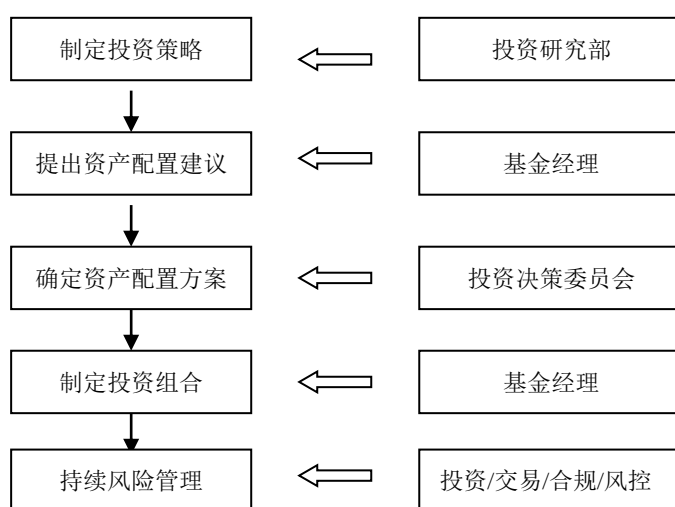 制定投资策略 投资研究部
提出资产配置建议 基金经理
确定资产配置方案 投资决策委员会
制定投资组合 基金经理
持续风险管理 投资/交易/合规/风控